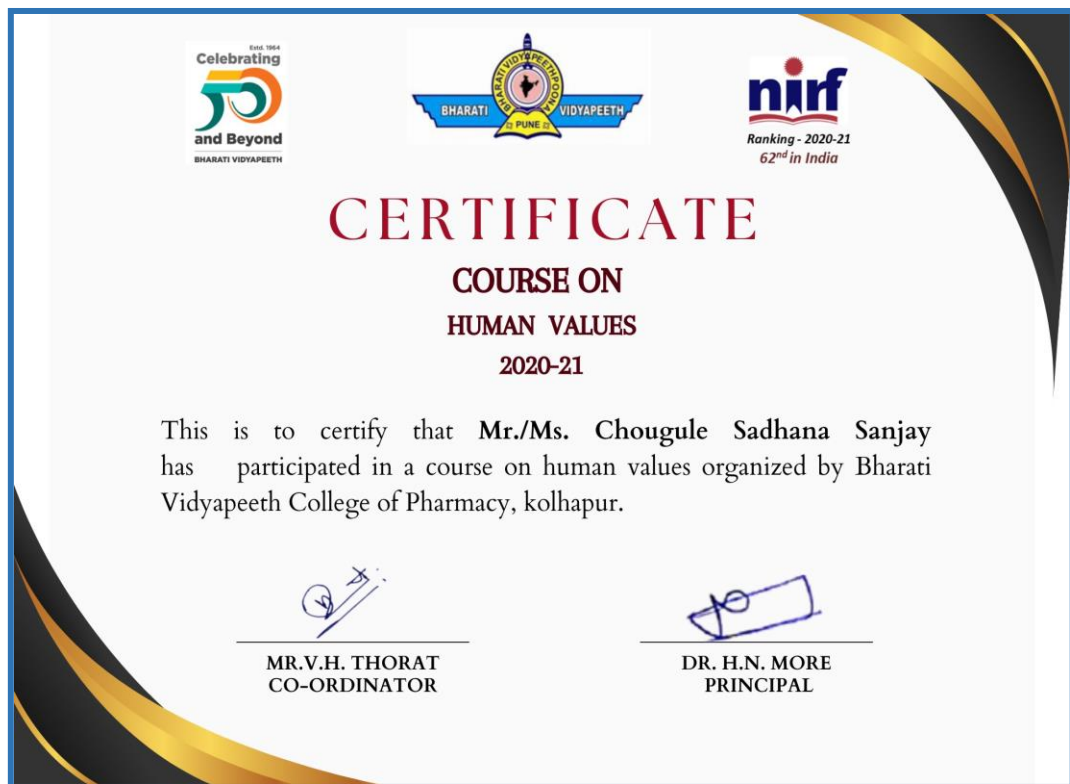 Estd. 1964
Celebrating
50
and Beyond
BHARATI VIDYAPEETH
BHARATI VIDYAPEETH POONA
BHARATI VIDYAPEETH
PUNE
nirf
Ranking - 2020-21
62nd in India
CERTIFICATE
COURSE ON
HUMAN VALUES
2020-21
This is to certify that Mr./Ms. Chougule Sadhana Sanjay
has participated in a course on human values organized by Bharati
Vidyapeeth College of Pharmacy, kolhapur.
MR.V.H. THORAT
CO-ORDINATOR
DR. H.N. MORE
PRINCIPAL